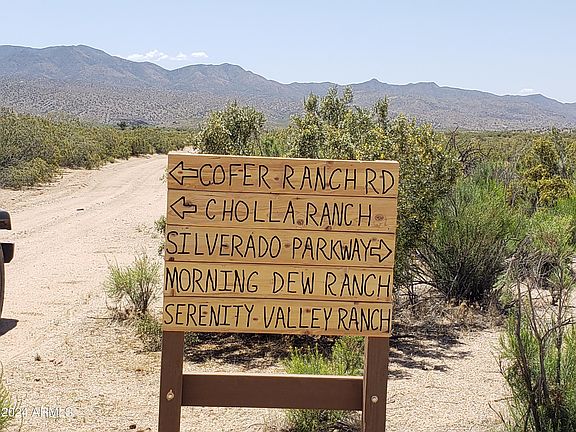 ← COFER RANCH RD
← CHOLLA RANCH
SILVERADO PARKWAY →
MORNING DEW RANCH
SERENITY VALLEY RANCH
© 2024 ARMLS